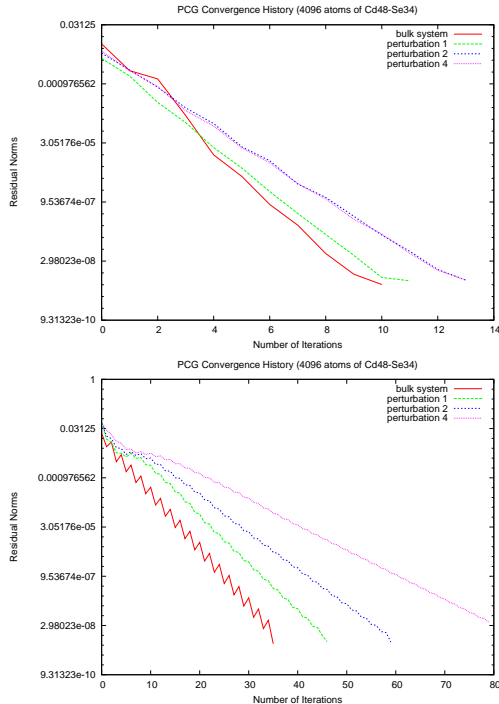 PCG Convergence History (4096 atoms of Cd48-Se34)
0.03125
0.000976562
3.05176e-05
9.53674e-07
2.98023e-08
9.31323e-10
Residual Norms
bulk system
perturbation 1
perturbation 2
perturbation 4
0 2 4 6 8 10 12 14
Number of Iterations
PCG Convergence History (4096 atoms of Cd48-Se34)
1
0.03125
0.000976562
3.05176e-05
9.53674e-07
2.98023e-08
9.31323e-10
Residual Norms
bulk system
perturbation 1
perturbation 2
perturbation 4
0 10 20 30 40 50 60 70 80
Number of Iterations